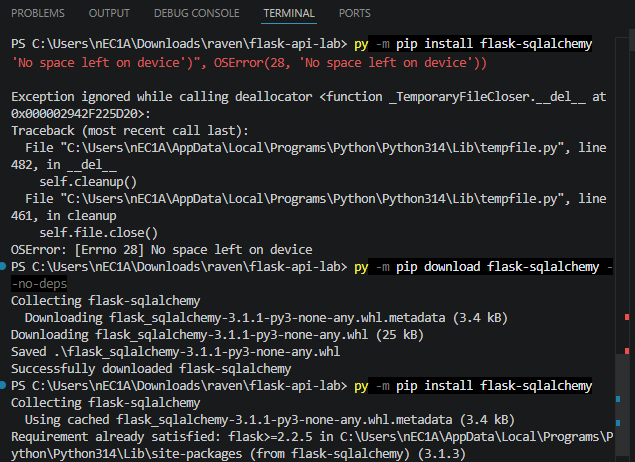 PROBLEMS OUTPUT DEBUG CONSOLE TERMINAL PORTS
PS C:\Users\nEC1A\Downloads\raven\flask-api-lab> py -m pip install flask-sqlalchemy
'No space left on device')", OSError(28, 'No space left on device'))
Exception ignored while calling deallocator <function _TemporaryFileCloser.__del__ at
0x000002942F225D20>:
Traceback (most recent call last):
  File "C:\Users\nEC1A\AppData\Local\Programs\Python\Python314\Lib\tempfile.py", line
482, in __del__
    self.cleanup()
  File "C:\Users\nEC1A\AppData\Local\Programs\Python\Python314\Lib\tempfile.py", line
461, in cleanup
    self.file.close()
OSError: [Errno 28] No space left on device
PS C:\Users\nEC1A\Downloads\raven\flask-api-lab> py -m pip download flask-sqlalchemy -
-no-deps
Collecting flask-sqlalchemy
  Downloading flask_sqlalchemy-3.1.1-py3-none-any.whl.metadata (3.4 kB)
Downloading flask_sqlalchemy-3.1.1-py3-none-any.whl (25 kB)
Saved .\flask_sqlalchemy-3.1.1-py3-none-any.whl
Successfully downloaded flask-sqlalchemy
PS C:\Users\nEC1A\Downloads\raven\flask-api-lab> py -m pip install flask-sqlalchemy
Collecting flask-sqlalchemy
  Using cached flask_sqlalchemy-3.1.1-py3-none-any.whl.metadata (3.4 kB)
Requirement already satisfied: flask>=2.2.5 in C:\Users\nEC1A\AppData\Local\Programs\P
ython\Python314\Lib\site-packages (from flask-sqlalchemy) (3.1.3)